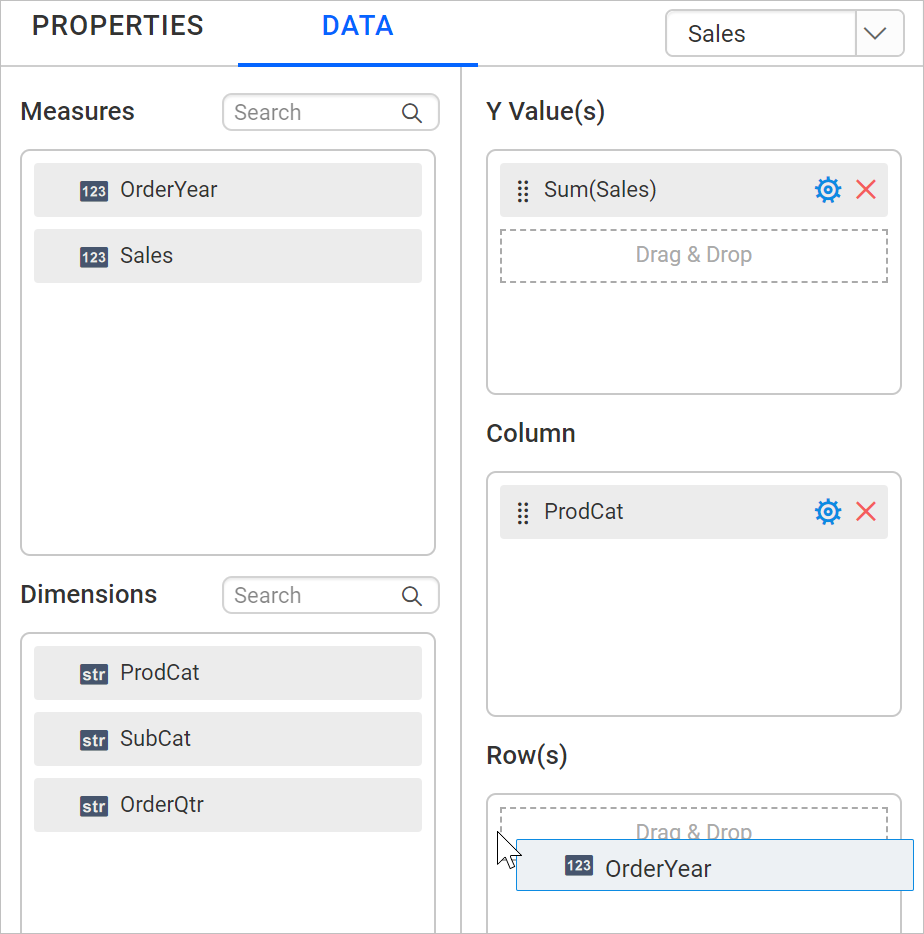 PROPERTIES
DATA
Sales
Measures
Search
123 OrderYear
123 Sales
Dimensions
Search
str ProdCat
str SubCat
str OrderQtr
Y Value(s)
Sum(Sales)
Drag & Drop
Column
ProdCat
Row(s)
Drag & Drop
123 OrderYear